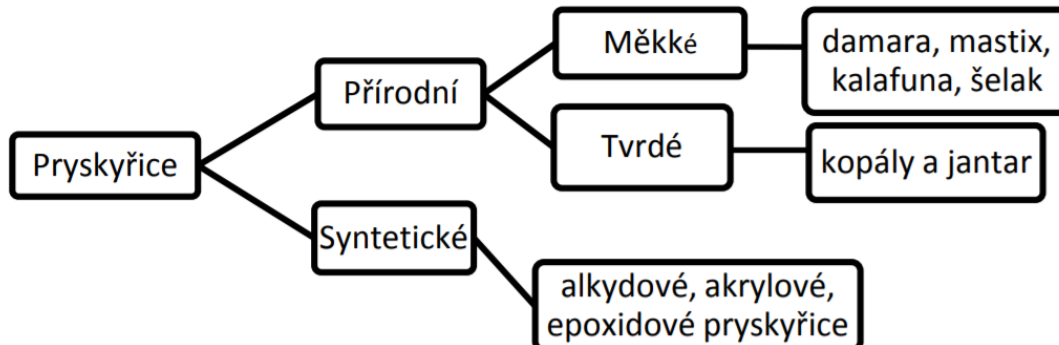 Pryskyřice
Přírodní
Měkké
damara, mastix,
kalafuna, šelak
Tvrdé
kopály a jantar
Syntetické
alkydové, akrylové,
epoxidové pryskyřice